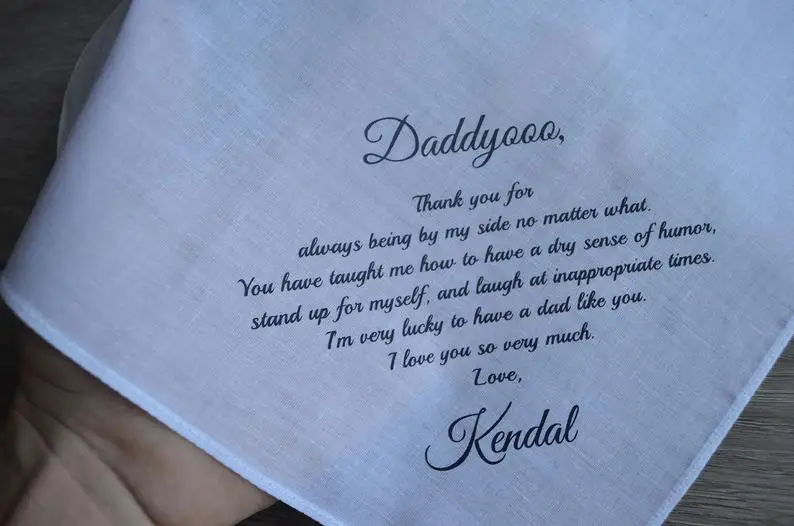 Daddyooo,
Thank you for
always being by my side no matter what.
You have taught me how to have a dry sense of humor,
stand up for myself, and laugh at inappropriate times.
I'm very lucky to have a dad like you.
I love you so very much.
Love,
Kendal